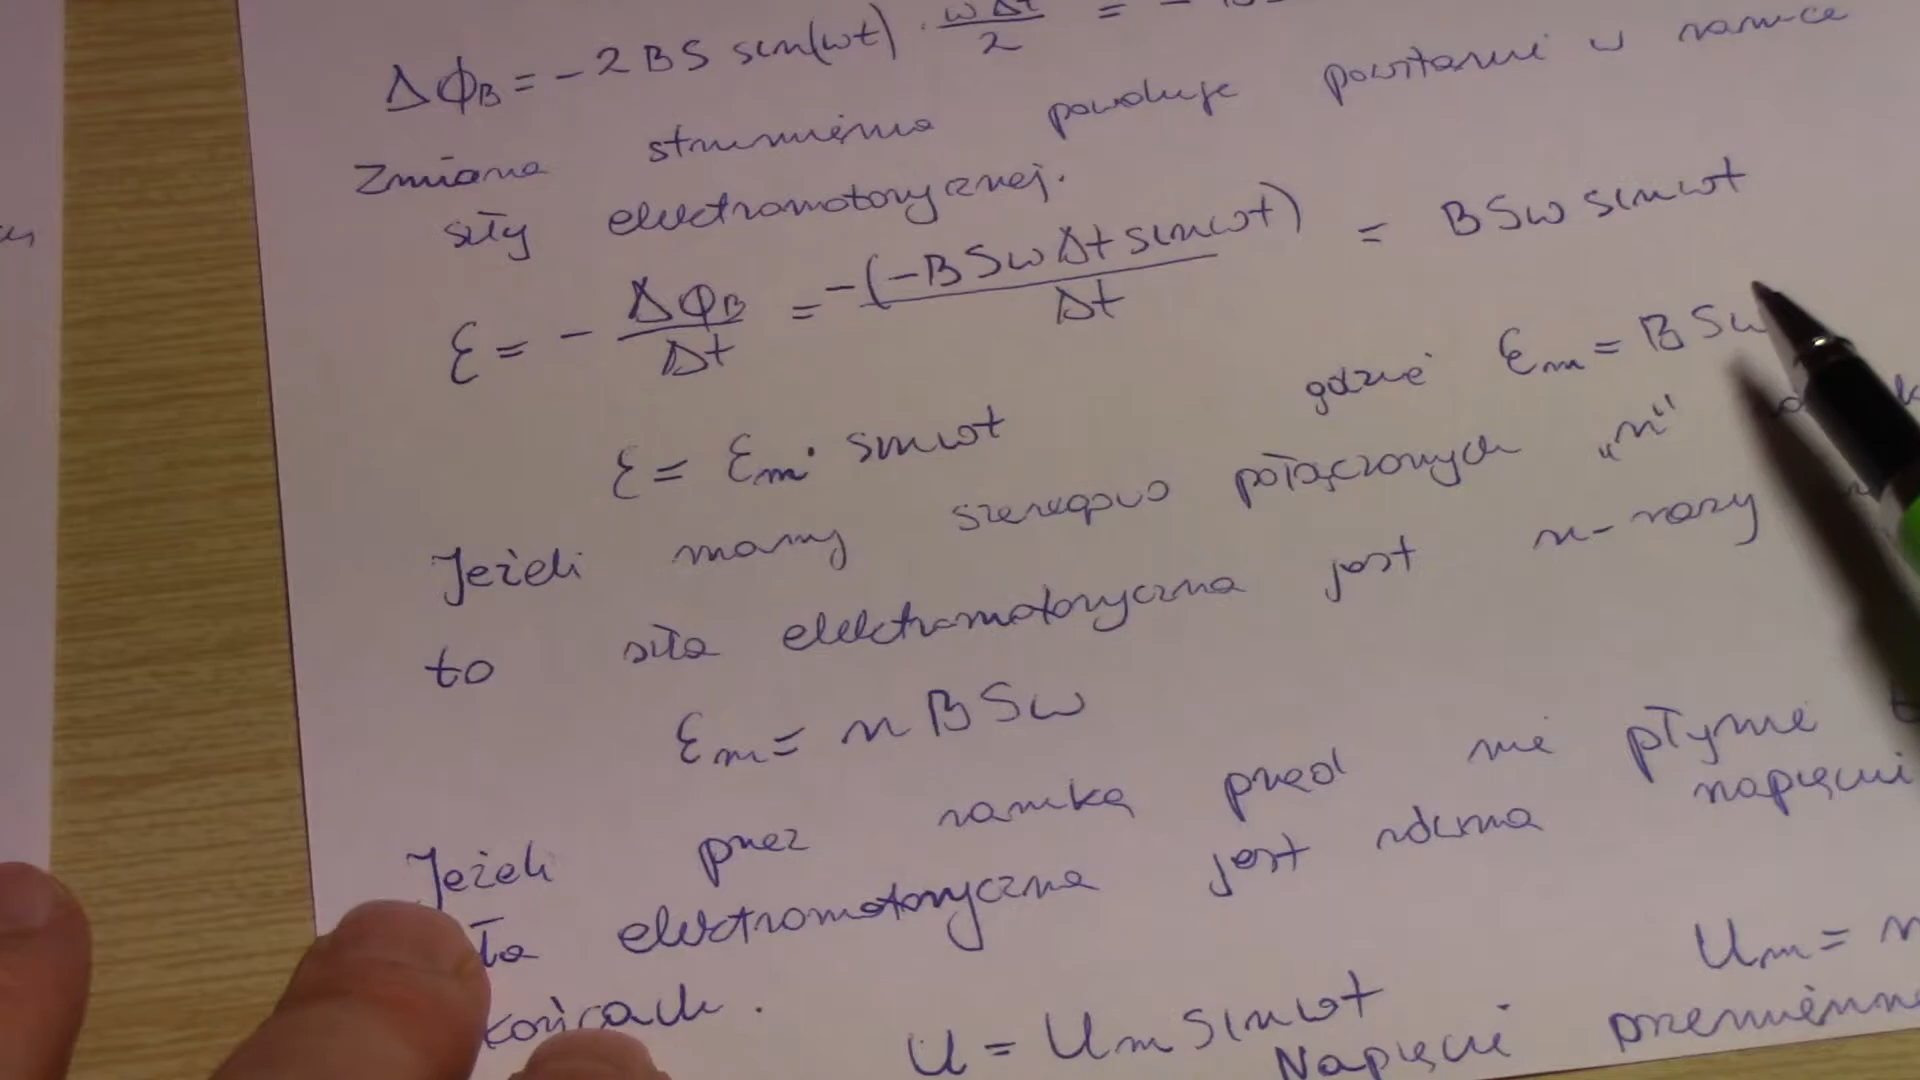 ΔΦB = -2BS sin(ωt) · ωΔt/2 = -
Zmiana strumienia powoduje powstanie w ramce
siły elektromotorycznej.
ε = - ΔΦB/Δt = -(-BSωΔt sinωt)/Δt = BSω sinωt
ε = εm · sinωt gdzie εm = BSω
Jeżeli mamy szeregowo połączonych „n"
to siła elektromotoryczna jest n-razy
εm = nBSω
Jeżeli przez ramkę prąd nie płynie
ła elektromotoryczna jest równa napięciu
końcach.
U = Um sinωt Um = n
Napięcie przemienne